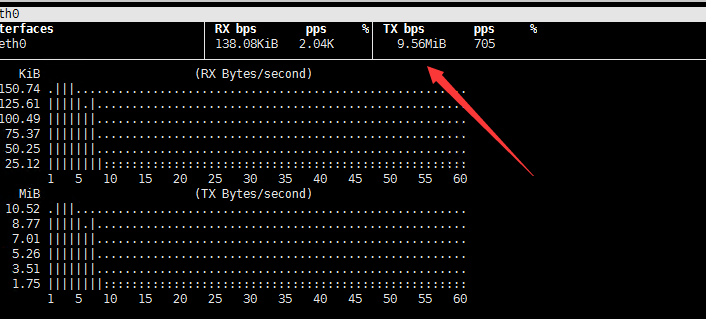 th0
terfaces RX bps pps % TX bps pps %
eth0 138.08KiB 2.04K 9.56MiB 705
KiB (RX Bytes/second)
150.74 .|||.........................................................
125.61 ||||||.|....................................................
100.49 |||||||.....................................................
75.37 |||||||.....................................................
50.25 |||||||.....................................................
25.12 ||||||||::::::::::::::::::::::::::::::::::::::::::::::::::::
1 5 10 15 20 25 30 35 40 45 50 55 60
MiB (TX Bytes/second)
10.52 .|||........................................................
8.77 |||||.|.....................................................
7.01 |||||||.....................................................
5.26 |||||||.....................................................
3.51 |||||||.....................................................
1.75 ||||||||::::::::::::::::::::::::::::::::::::::::::::::::::::
1 5 10 15 20 25 30 35 40 45 50 55 60